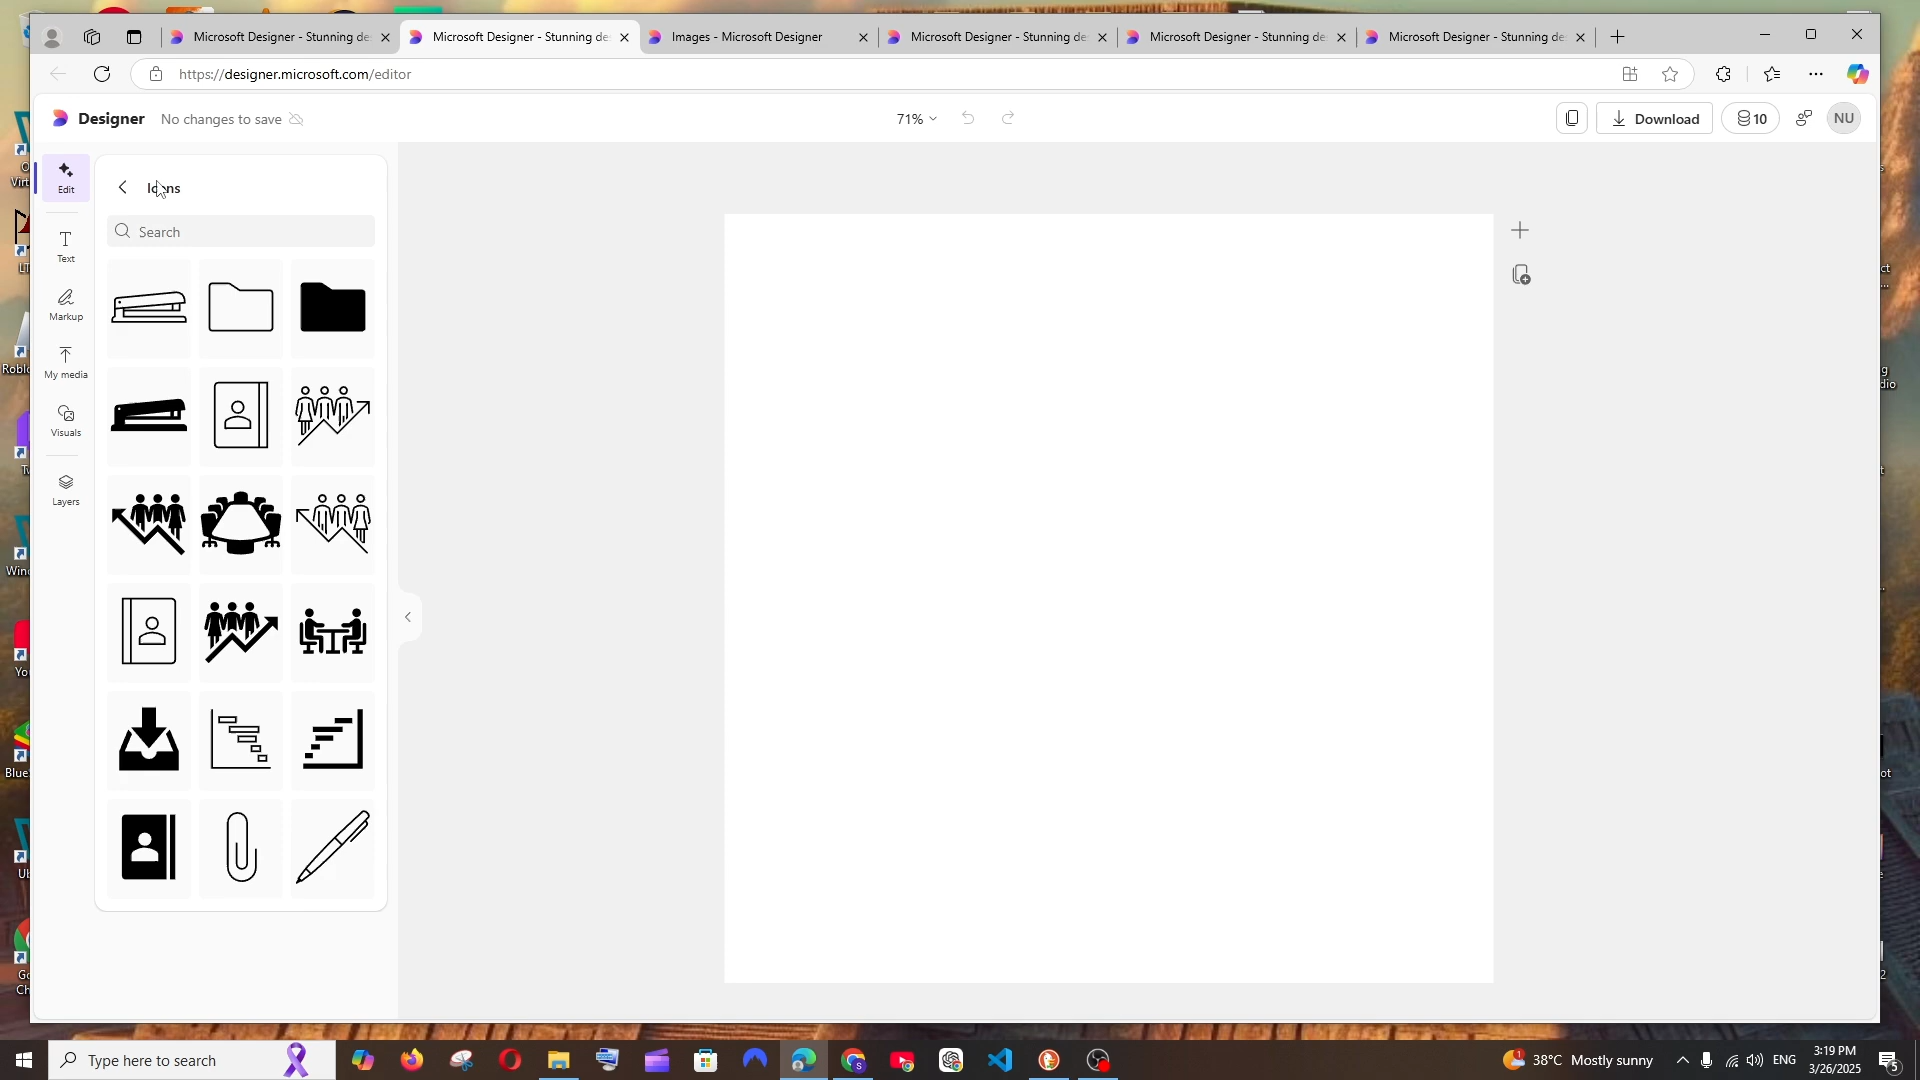 Microsoft Designer - Stunning de
Microsoft Designer - Stunning de
Images - Microsoft Designer
Microsoft Designer - Stunning de
Microsoft Designer - Stunning de
Microsoft Designer - Stunning de
https://designer.microsoft.com/editor
Designer
No changes to save
71%
Download
10
NU
Edit
Text
Markup
My media
Visuals
Layers
Icons
Search
Type here to search
38°C Mostly sunny
ENG
3:19 PM
3/26/2025
5